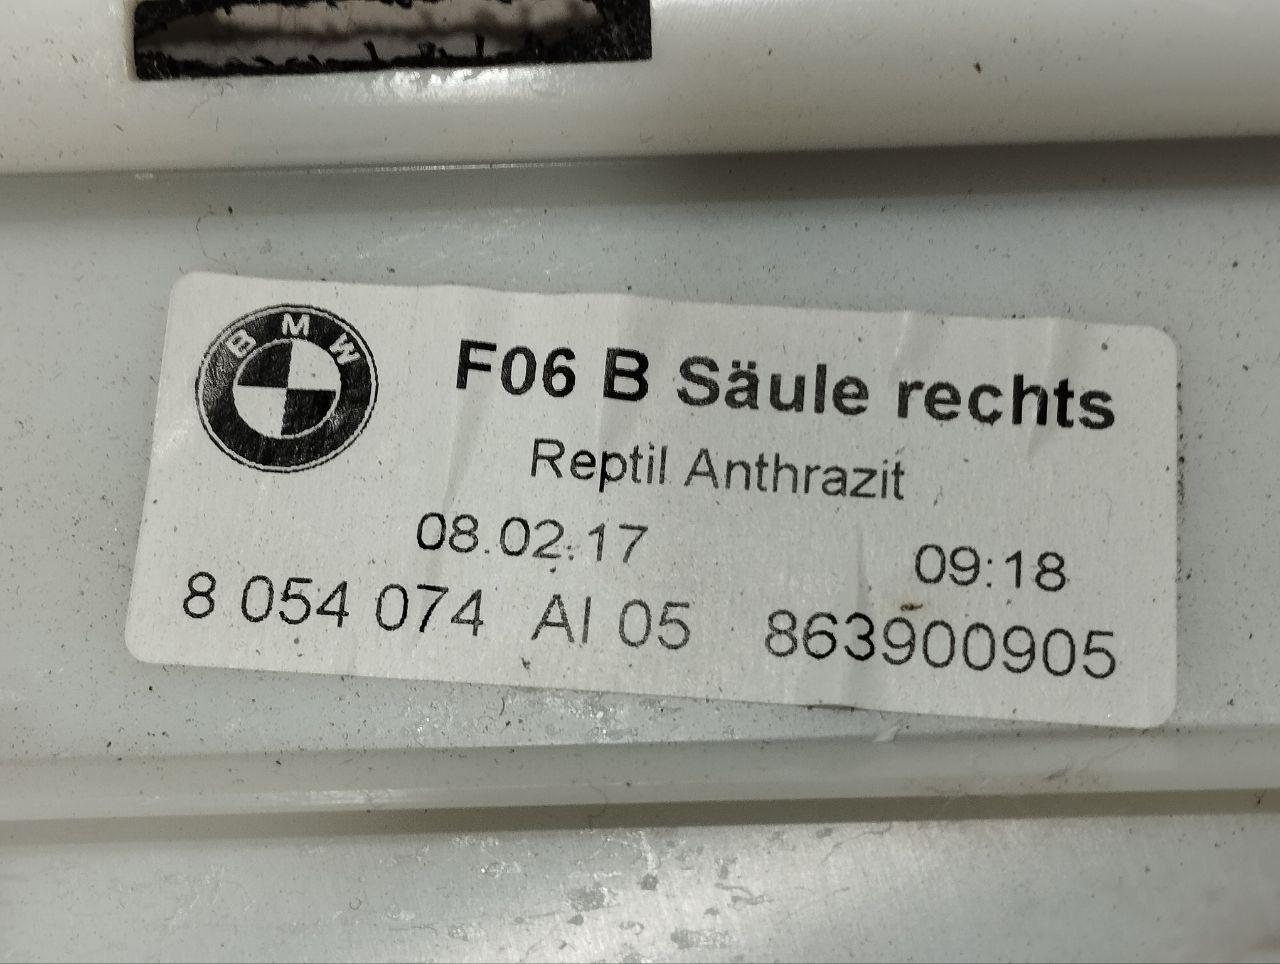 BMW
F06 B Säule rechts
Reptil Anthrazit
08.02.17 09:18
8 054 074 AI 05 863900905